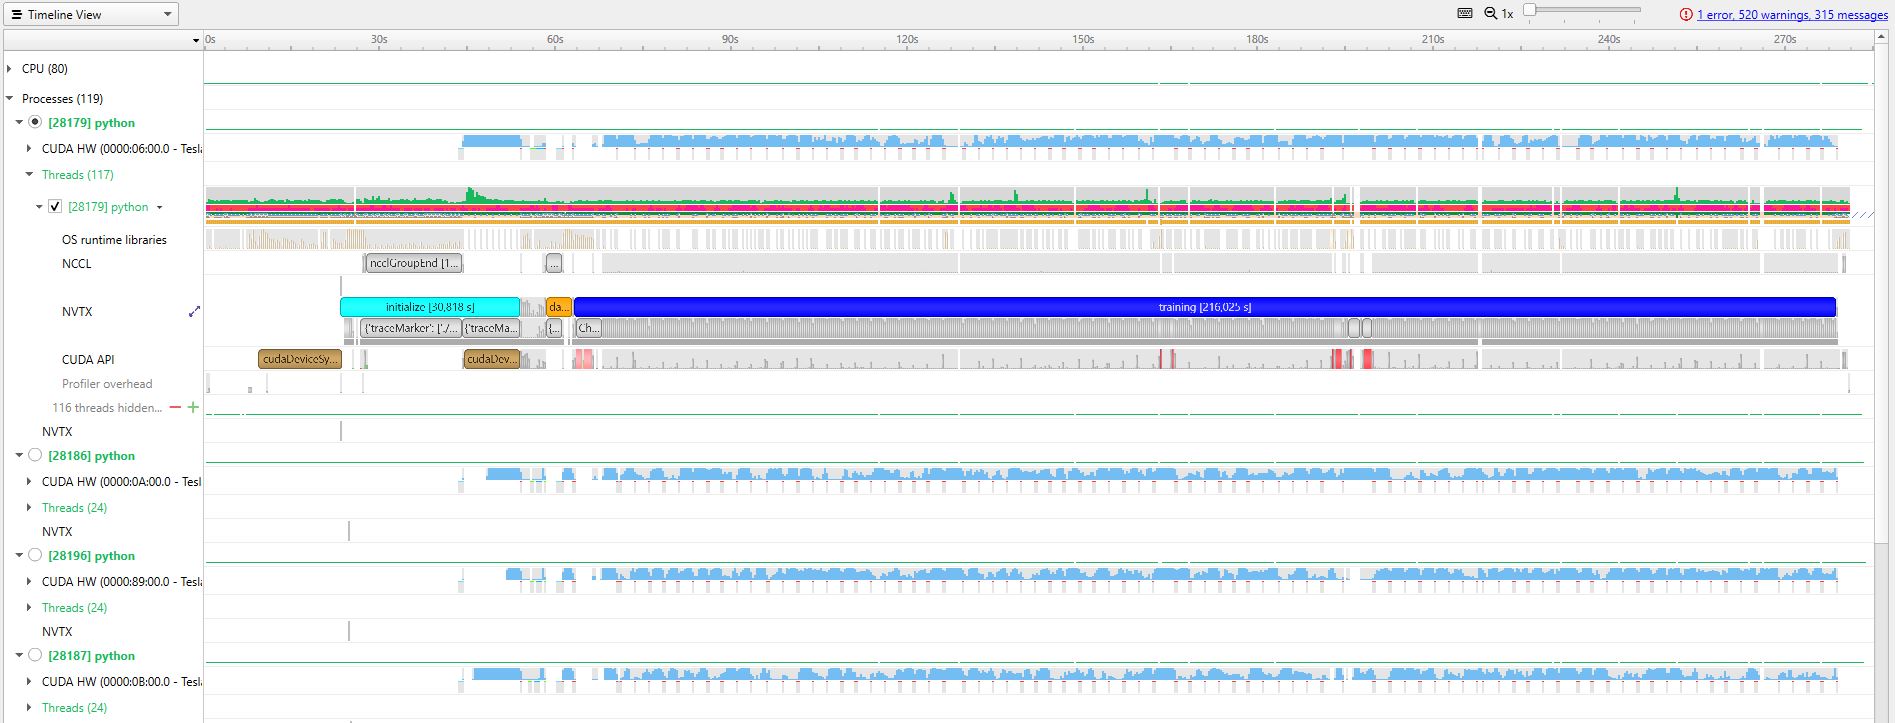 Timeline View
1x
1 error, 520 warnings, 315 messages
0s 30s 60s 90s 120s 150s 180s 210s 240s 270s
CPU (80)
Processes (119)
[28179] python
CUDA HW (0000:06:00.0 - Tesla
Threads (117)
[28179] python
OS runtime libraries
NCCL
ncclGroupEnd [1... ...
NVTX
initialize [30,818 s] da... training [216,025 s]
{'traceMarker': ['./... {'traceMa... {... Ch...
CUDA API
cudaDeviceSy... cudaDev...
Profiler overhead
116 threads hidden...
NVTX
[28186] python
CUDA HW (0000:0A:00.0 - Tesl
Threads (24)
NVTX
[28196] python
CUDA HW (0000:89:00.0 - Tesla
Threads (24)
NVTX
[28187] python
CUDA HW (0000:0B:00.0 - Tesla
Threads (24)